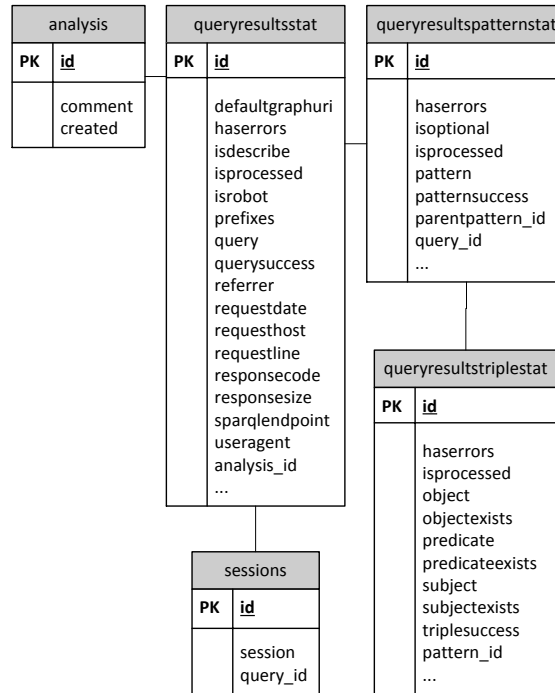 analysis
PK id
comment
created
queryresultsstat
PK id
defaultgraphuri
haserrors
isdescribe
isprocessed
isrobot
prefixes
query
querysuccess
referrer
requestdate
requesthost
requestline
responsecode
responsesize
sparqlendpoint
useragent
analysis_id
...
queryresultspatternstat
PK id
haserrors
isoptional
isprocessed
pattern
patternsuccess
parentpattern_id
query_id
...
queryresultstriplestat
PK id
haserrors
isprocessed
object
objectexists
predicate
predicateexists
subject
subjectexists
triplesuccess
pattern_id
...
sessions
PK id
session
query_id